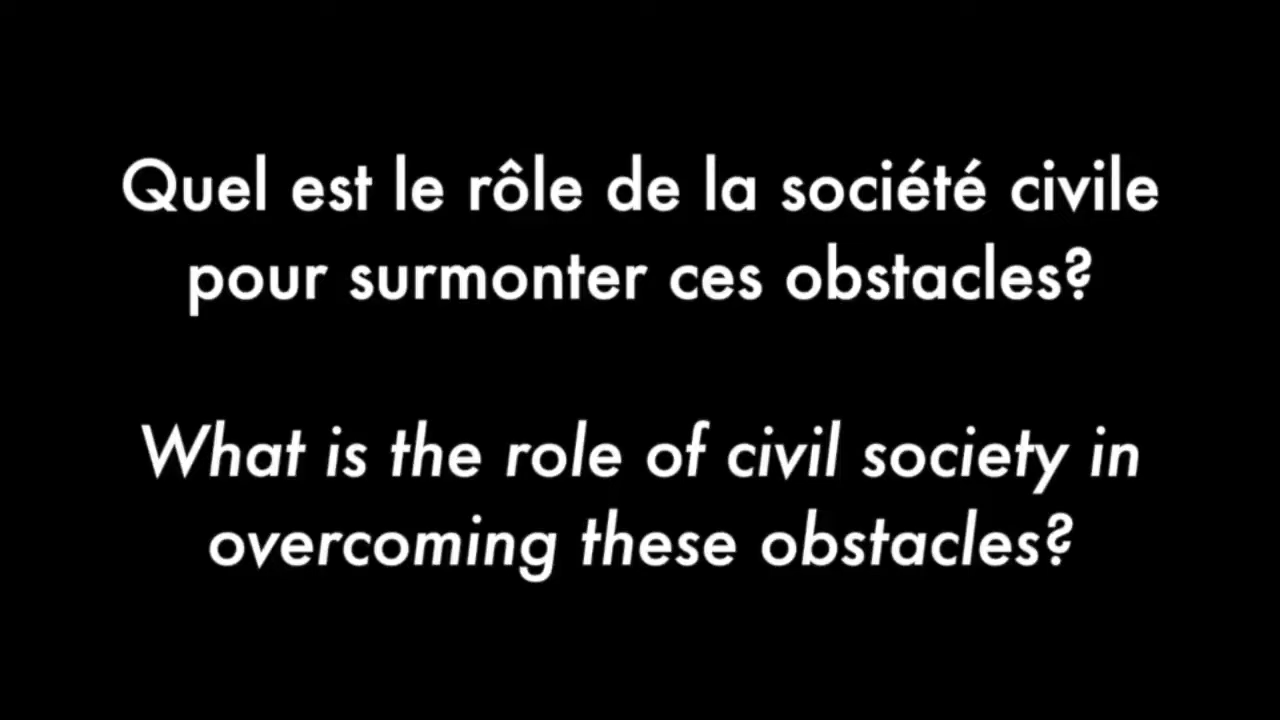 Quel est le rôle de la société civile
pour surmonter ces obstacles?
What is the role of civil society in
overcoming these obstacles?